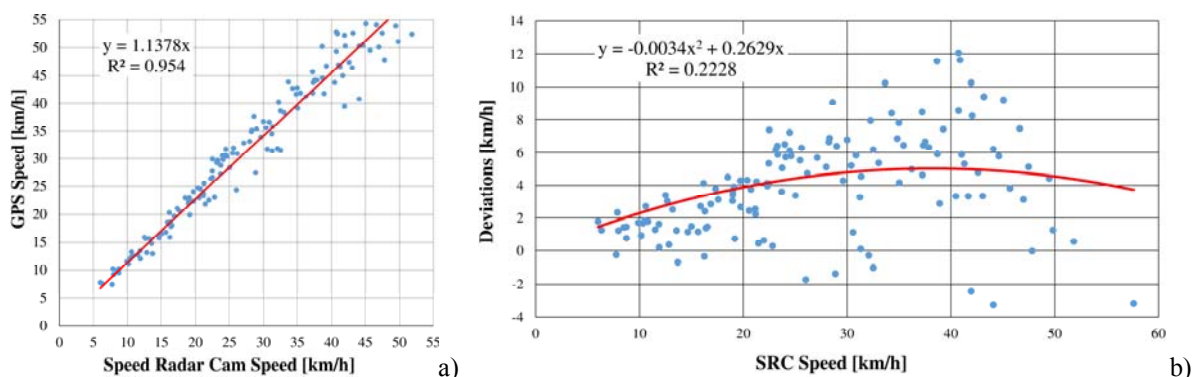 y = 1.1378x
R² = 0.954
GPS Speed [km/h]
55
50
45
40
35
30
25
20
15
10
5
0
0 5 10 15 20 25 30 35 40 45 50 55
Speed Radar Cam Speed [km/h]
a)
y = -0.0034x² + 0.2629x
R² = 0.2228
Deviations [km/h]
14
12
10
8
6
4
2
0
-2
-4
0 10 20 30 40 50 60
SRC Speed [km/h]
b)